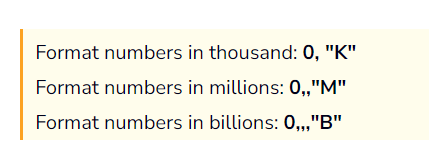 Format numbers in thousand: 0, "K"
Format numbers in millions: 0,,"M"
Format numbers in billions: 0,,,"B"